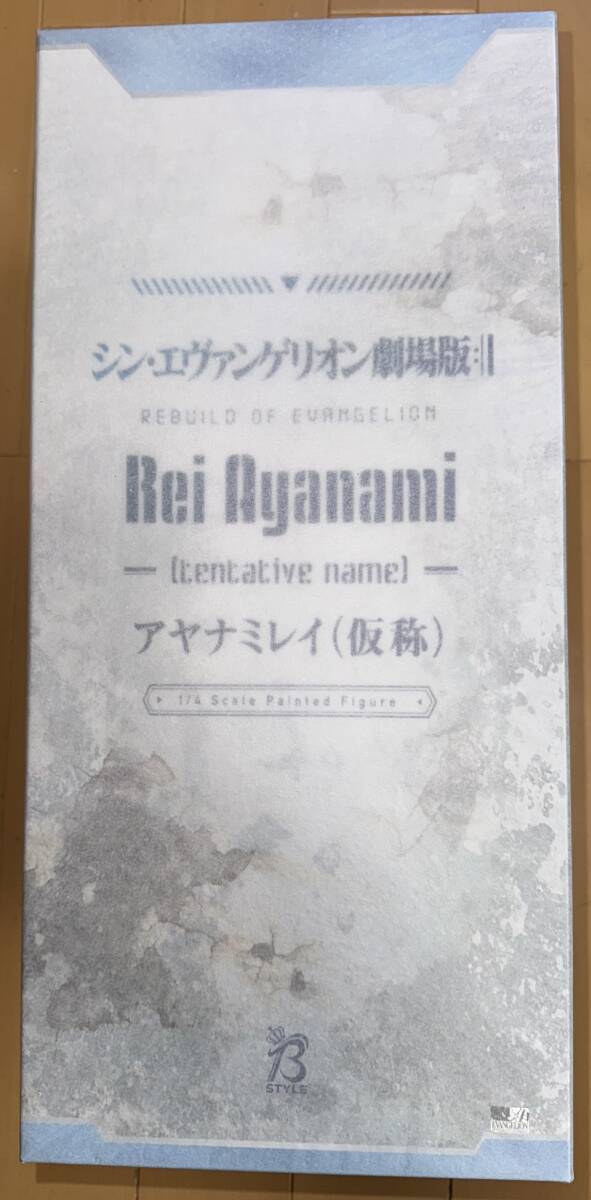 シン・エヴァンゲリオン劇場版:||
REBUILD OF EVANGELION
Rei Ayanami
(tentative name)
アヤナミレイ(仮称)
1/4 Scale Painted Figure
B
STYLE
EVANGELION